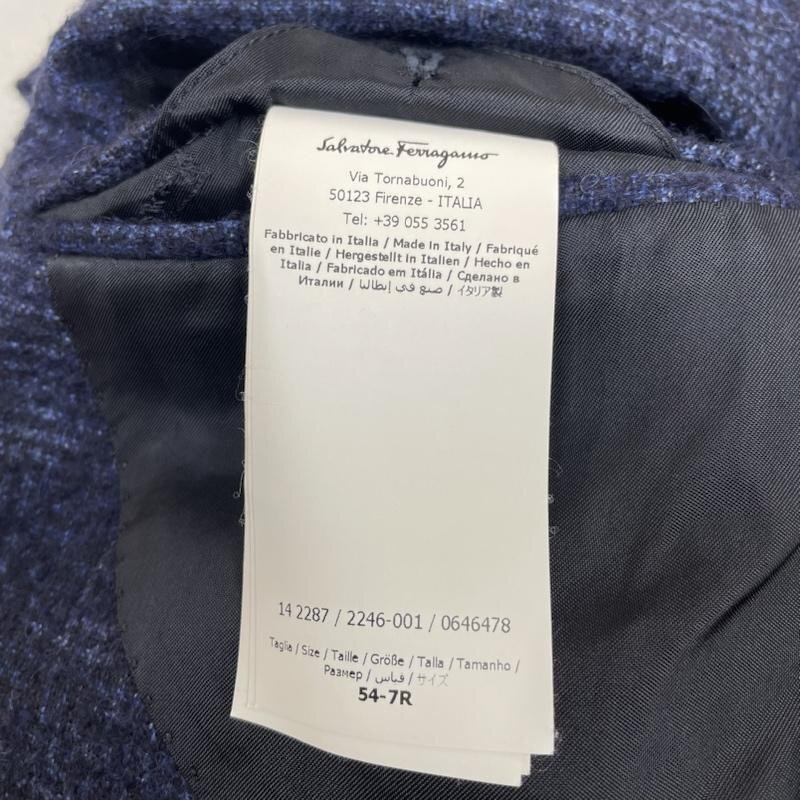 Salvatore Ferragamo
Via Tornabuoni, 2
50123 Firenze - ITALIA
Tel: +39 055 3561
Fabbricato in Italia / Made in Italy / Fabriqué
en Italie / Hergestellt in Italien / Hecho en
Italia / Fabricado em Itália / Сделано в
Италии / صنع في إيطاليا / イタリア製
14 2287 / 2246-001 / 0646478
Taglia / Size / Taille / Größe / Talla / Tamanho /
Размер / قياس / サイズ
54-7R